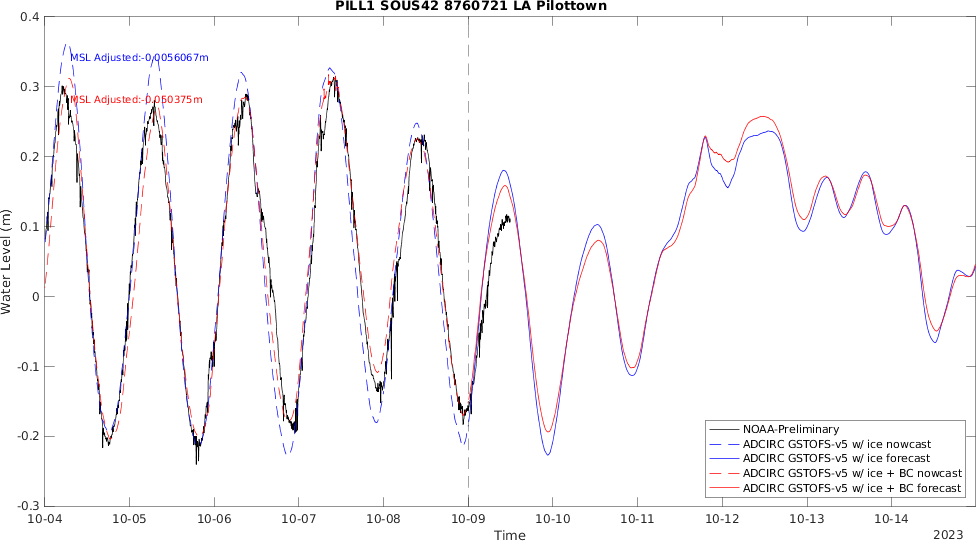 PILL1 SOUS42 8760721 LA Pilottown
0.4
0.3
0.2
0.1
0
-0.1
-0.2
-0.3
Water Level (m)
MSL Adjusted:-0.0056067m
MSL Adjusted:-0.050375m
NOAA-Preliminary
ADCIRC GSTOFS-v5 w/ ice nowcast
ADCIRC GSTOFS-v5 w/ ice forecast
ADCIRC GSTOFS-v5 w/ ice + BC nowcast
ADCIRC GSTOFS-v5 w/ ice + BC forecast
10-04 10-05 10-06 10-07 10-08 10-09 10-10 10-11 10-12 10-13 10-14
Time
2023